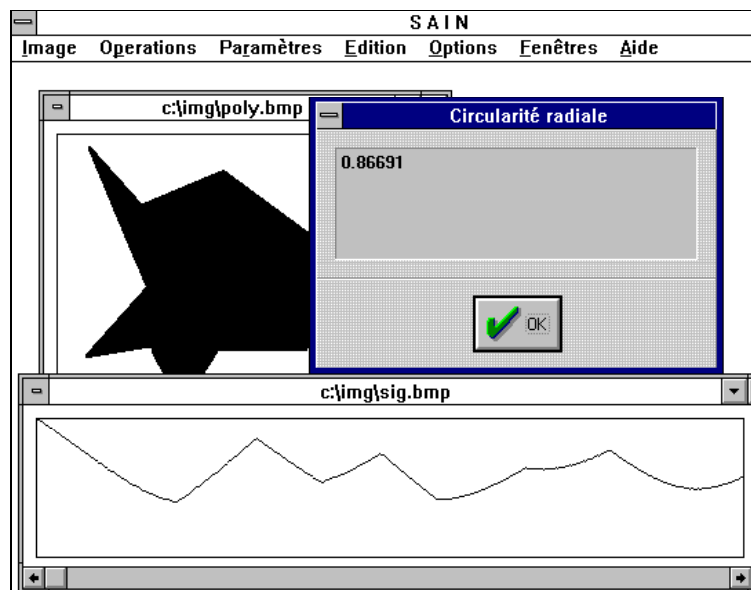 SAIN
Image Operations Paramètres Edition Options Fenêtres Aide
c:\img\poly.bmp
Circularité radiale
0.86691
OK
c:\img\sig.bmp